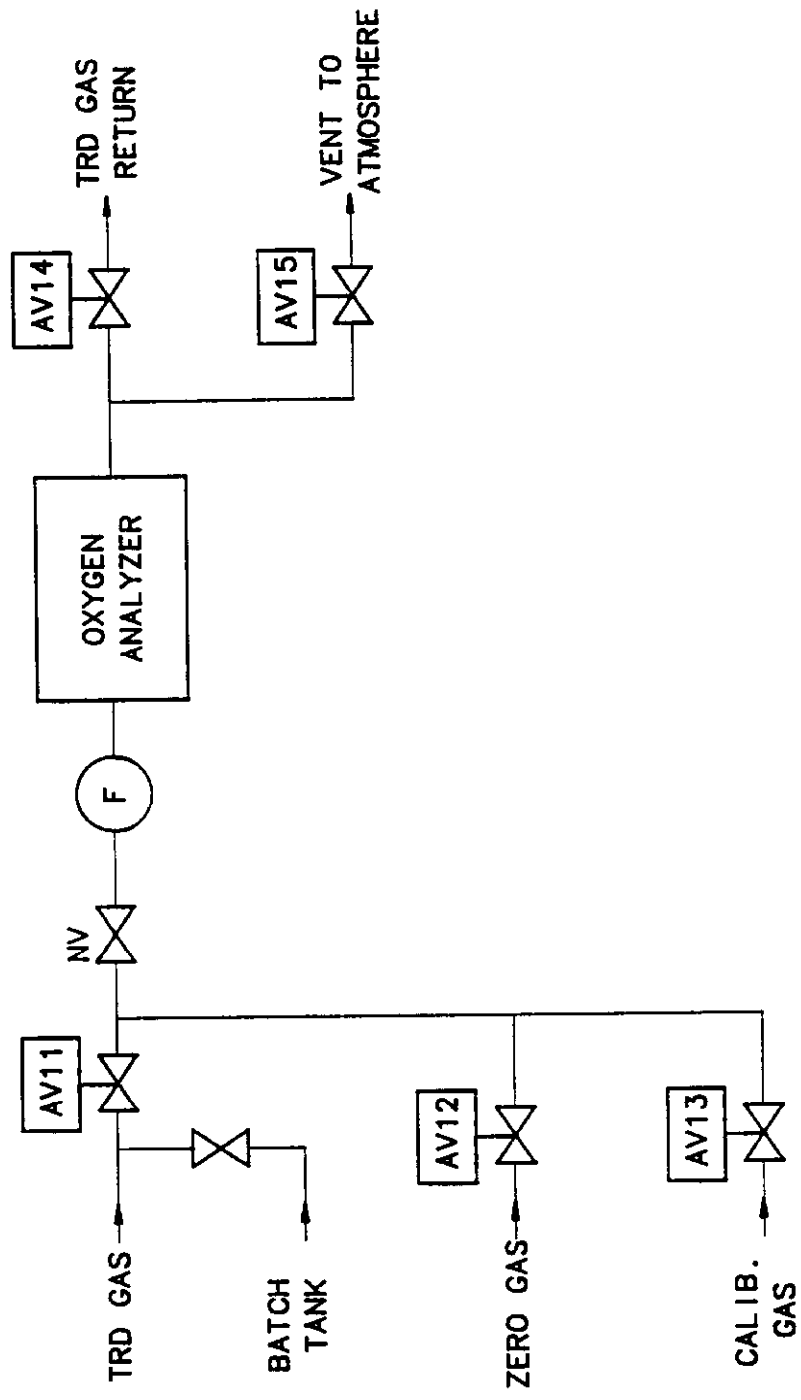 TRD GAS
BATCH
TANK
ZERO GAS
CALIB.
GAS
AV11
AV12
AV13
NV
F
OXYGEN
ANALYZER
AV14
AV15
TRD GAS
RETURN
VENT TO
ATMOSPHERE